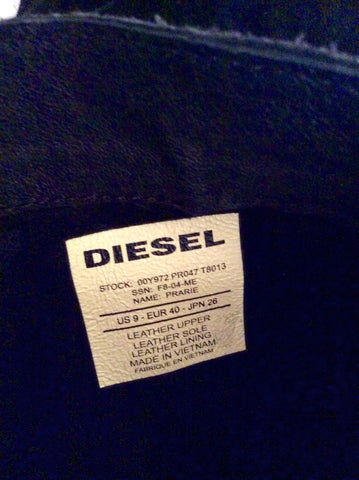 DIESEL
STOCK: 00Y972 PR047 T8013
SSN: F8-04-ME
NAME: PRARIE
US 9 - EUR 40 - JPN 26
LEATHER UPPER
LEATHER SOLE
LEATHER LINING
MADE IN VIETNAM
FABRIQUE EN VIETNAM